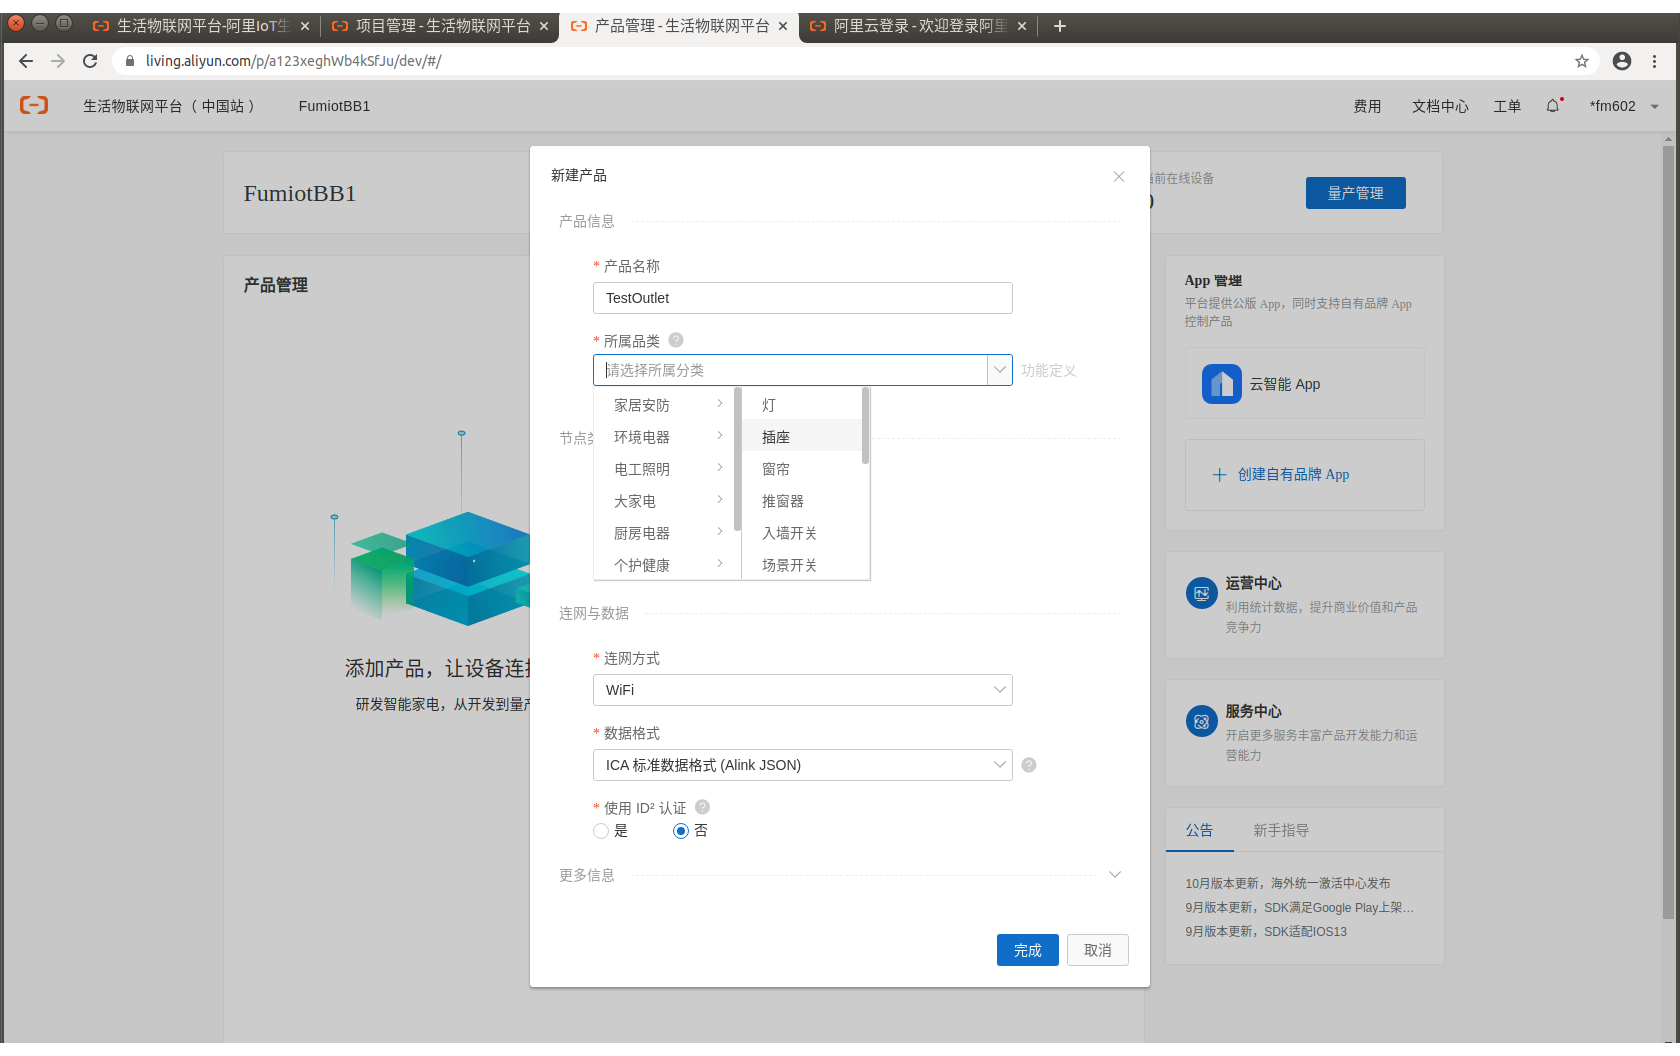 生活物联网平台-阿里IoT生
项目管理 - 生活物联网平台
产品管理 - 生活物联网平台
阿里云登录 - 欢迎登录阿里
living.aliyun.com/p/a123xeghWb4kSfJu/dev/#/
生活物联网平台（ 中国站 ）
FumiotBB1
费用
文档中心
工单
*fm602
FumiotBB1
前在线设备
量产管理
产品管理
添加产品，让设备连
研发智能家电，从开发到量
新建产品
产品信息
* 产品名称
TestOutlet
* 所属品类
请选择所属分类
功能定义
家居安防
环境电器
电工照明
大家电
厨房电器
个护健康
灯
插座
窗帘
推窗器
入墙开关
场景开关
节点
连网与数据
* 连网方式
WiFi
* 数据格式
ICA 标准数据格式 (Alink JSON)
* 使用 ID² 认证
是
否
更多信息
完成
取消
App 管理
平台提供公版 App，同时支持自有品牌 App
控制产品
云智能 App
创建自有品牌 App
运营中心
利用统计数据，提升商业价值和产品
竞争力
服务中心
开启更多服务丰富产品开发能力和运
营能力
公告
新手指导
10月版本更新，海外统一激活中心发布
9月版本更新，SDK满足Google Play上架…
9月版本更新，SDK适配IOS13